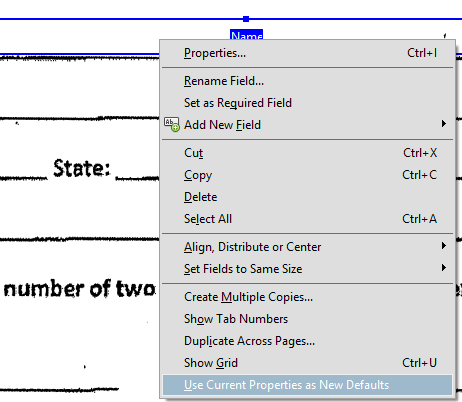 Name
Properties... Ctrl+I
Rename Field...
Set as Required Field
Add New Field
Cut Ctrl+X
State:
Copy Ctrl+C
Delete
Select All Ctrl+A
Align, Distribute or Center
Set Fields to Same Size
number of two
Create Multiple Copies...
Show Tab Numbers
Duplicate Across Pages...
Show Grid Ctrl+U
Use Current Properties as New Defaults